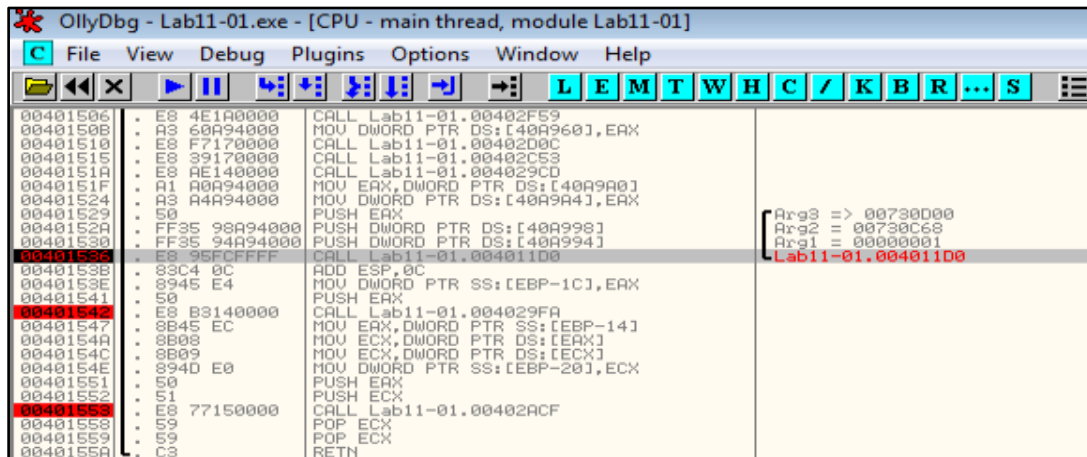 OllyDbg - Lab11-01.exe - [CPU - main thread, module Lab11-01]
C File View Debug Plugins Options Window Help
L E M T W H C / K B R ... S
00401506 . E8 4E1A0000 CALL Lab11-01.00402F59
0040150B . A3 60A94000 MOV DWORD PTR DS:[40A960],EAX
00401510 . E8 F7170000 CALL Lab11-01.00402D0C
00401515 . E8 39170000 CALL Lab11-01.00402C53
0040151A . E8 AE140000 CALL Lab11-01.004029CD
0040151F . A1 A0A94000 MOV EAX,DWORD PTR DS:[40A9A0]
00401524 . A3 A4A94000 MOV DWORD PTR DS:[40A9A4],EAX
00401529 . 50 PUSH EAX Arg3 => 00730D00
0040152A . FF35 98A94000 PUSH DWORD PTR DS:[40A998] Arg2 = 00730C68
00401530 . FF35 94A94000 PUSH DWORD PTR DS:[40A994] Arg1 = 00000001
00401536 . E8 95FCFFFF CALL Lab11-01.004011D0 Lab11-01.004011D0
0040153B . 83C4 0C ADD ESP,0C
0040153E . 8945 E4 MOV DWORD PTR SS:[EBP-1C],EAX
00401541 . 50 PUSH EAX
00401542 . E8 B3140000 CALL Lab11-01.004029FA
00401547 . 8B45 EC MOV EAX,DWORD PTR SS:[EBP-14]
0040154A . 8B08 MOV ECX,DWORD PTR DS:[EAX]
0040154C . 8B09 MOV ECX,DWORD PTR DS:[ECX]
0040154E . 894D E0 MOV DWORD PTR SS:[EBP-20],ECX
00401551 . 50 PUSH EAX
00401552 . 51 PUSH ECX
00401553 . E8 77150000 CALL Lab11-01.00402ACF
00401558 . 59 POP ECX
00401559 . 59 POP ECX
0040155A . C3 RETN